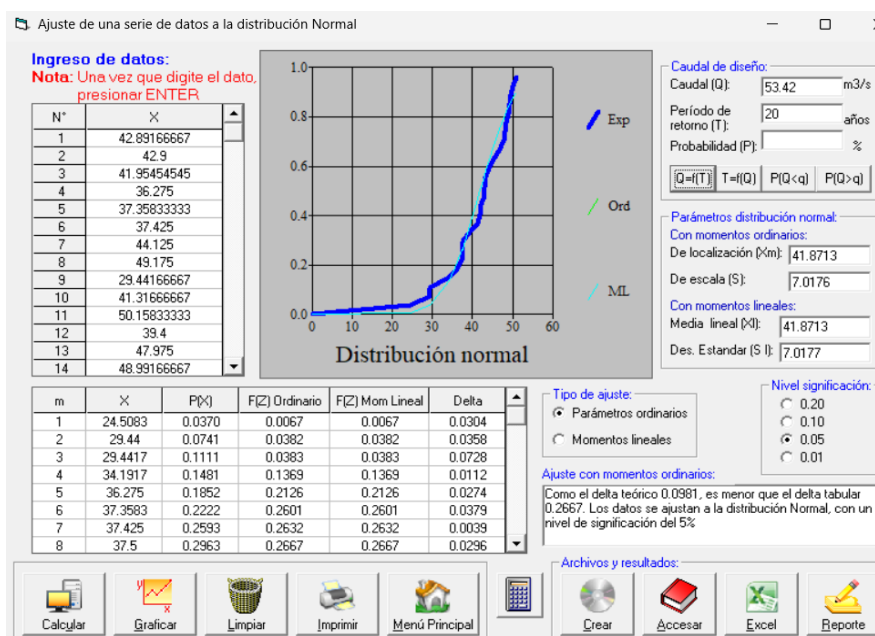 Ajuste de una serie de datos a la distribución Normal
Ingreso de datos:
Nota: Una vez que digite el dato,
presionar ENTER
N° X
1 42.89166667
2 42.9
3 41.95454545
4 36.275
5 37.35833333
6 37.425
7 44.125
8 49.175
9 29.44166667
10 41.31666667
11 50.15833333
12 39.4
13 47.975
14 48.99166667
1.0
0.8
0.6
0.4
0.2
0.0
0 10 20 30 40 50 60
Distribución normal
Exp
Ord
ML
Caudal de diseño:
Caudal (Q): 53.42 m3/s
Período de
retorno (T): 20 años
Probabilidad (P): %
Q=f(T) T=f(Q) P(Q<q) P(Q>q)
Parámetros distribución normal:
Con momentos ordinarios:
De localización (Xm): 41.8713
De escala (S): 7.0176
Con momentos lineales:
Media lineal (Xl): 41.8713
Des. Estandar (S l): 7.0177
m X P(X) F(Z) Ordinario F(Z) Mom Lineal Delta
1 24.5083 0.0370 0.0067 0.0067 0.0304
2 29.44 0.0741 0.0382 0.0382 0.0358
3 29.4417 0.1111 0.0383 0.0383 0.0728
4 34.1917 0.1481 0.1369 0.1369 0.0112
5 36.275 0.1852 0.2126 0.2126 0.0274
6 37.3583 0.2222 0.2601 0.2601 0.0379
7 37.425 0.2593 0.2632 0.2632 0.0039
8 37.5 0.2963 0.2667 0.2667 0.0296
Tipo de ajuste:
Parámetros ordinarios
Momentos lineales
Nivel significación:
0.20
0.10
0.05
0.01
Ajuste con momentos ordinarios:
Como el delta teórico 0.0981, es menor que el delta tabular
0.2667. Los datos se ajustan a la distribución Normal, con un
nivel de significación del 5%
Calcular Graficar Limpiar Imprimir Menú Principal
Archivos y resultados:
Crear Accesar Excel Reporte